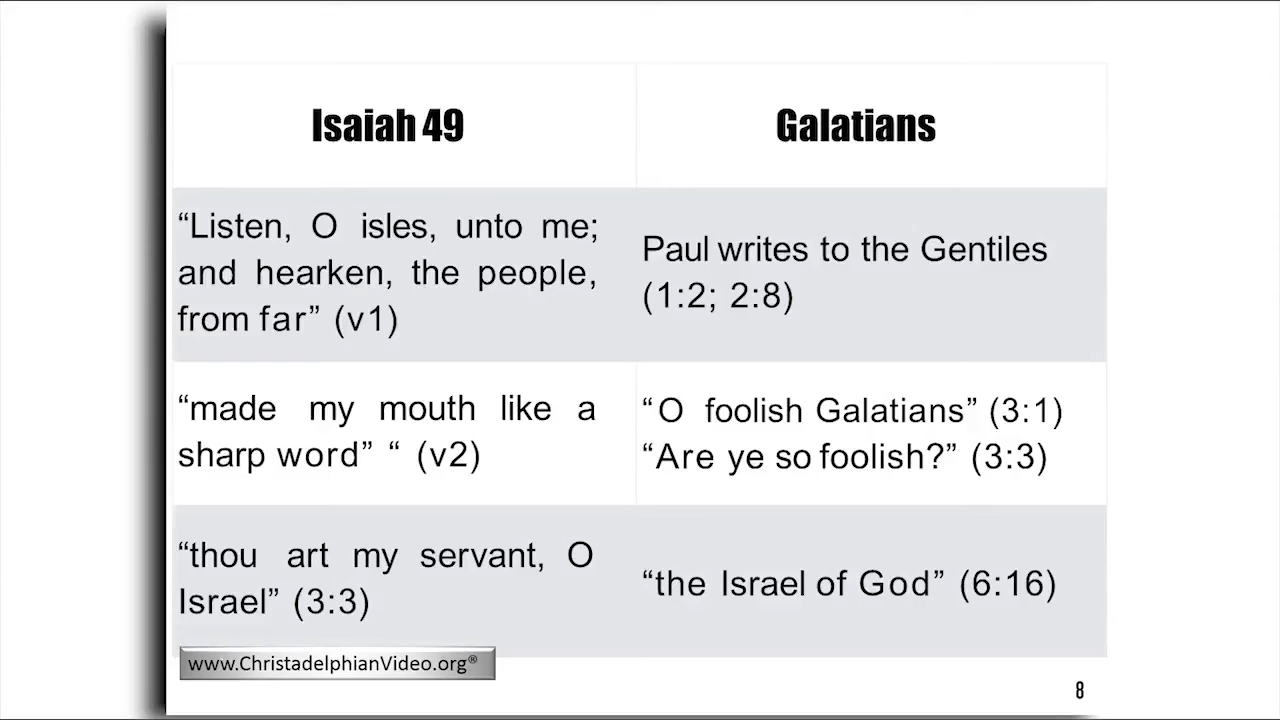 Isaiah 49
Galatians
“Listen, O isles, unto me;
and hearken, the people,
from far” (v1)
Paul writes to the Gentiles
(1:2; 2:8)
“made my mouth like a
sharp word” “ (v2)
“O foolish Galatians” (3:1)
“Are ye so foolish?” (3:3)
“thou art my servant, O
Israel” (3:3)
“the Israel of God” (6:16)
www.ChristadelphianVideo.org®
8